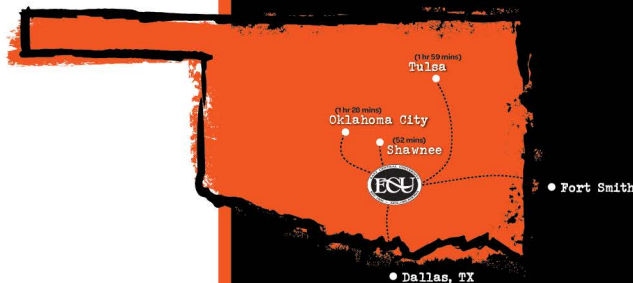 (1 hr 59 mins)
Tulsa
(1 hr 28 mins)
Oklahoma City
(52 mins)
Shawnee
ECU
Fort Smith
Dallas, TX